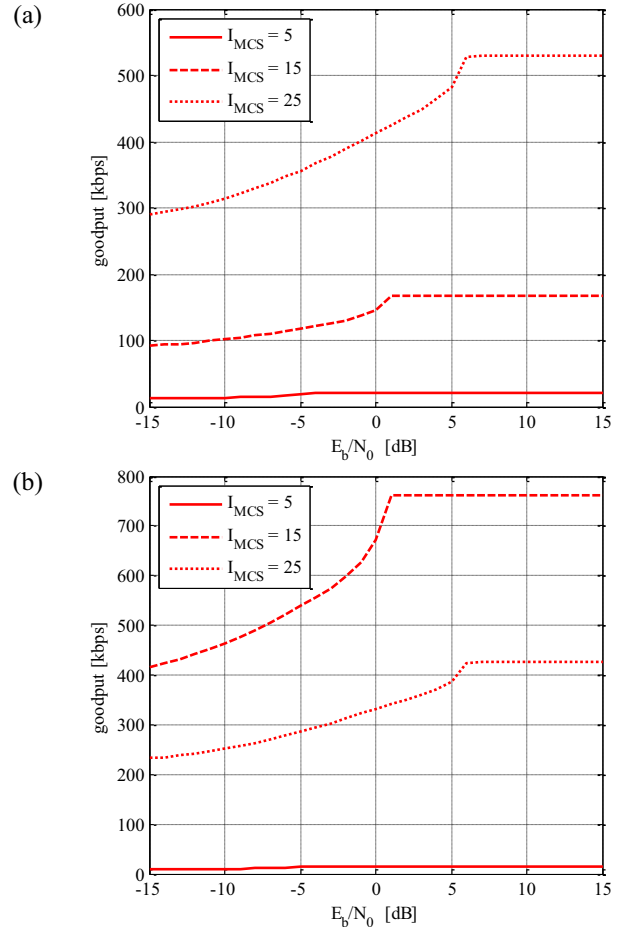 (a)
600
500
400
300
200
100
0
goodput [kbps]
I_MCS = 5
I_MCS = 15
I_MCS = 25
-15 -10 -5 0 5 10 15
E_b/N_0 [dB]
(b)
800
700
600
500
400
300
200
100
0
goodput [kbps]
I_MCS = 5
I_MCS = 15
I_MCS = 25
-15 -10 -5 0 5 10 15
E_b/N_0 [dB]